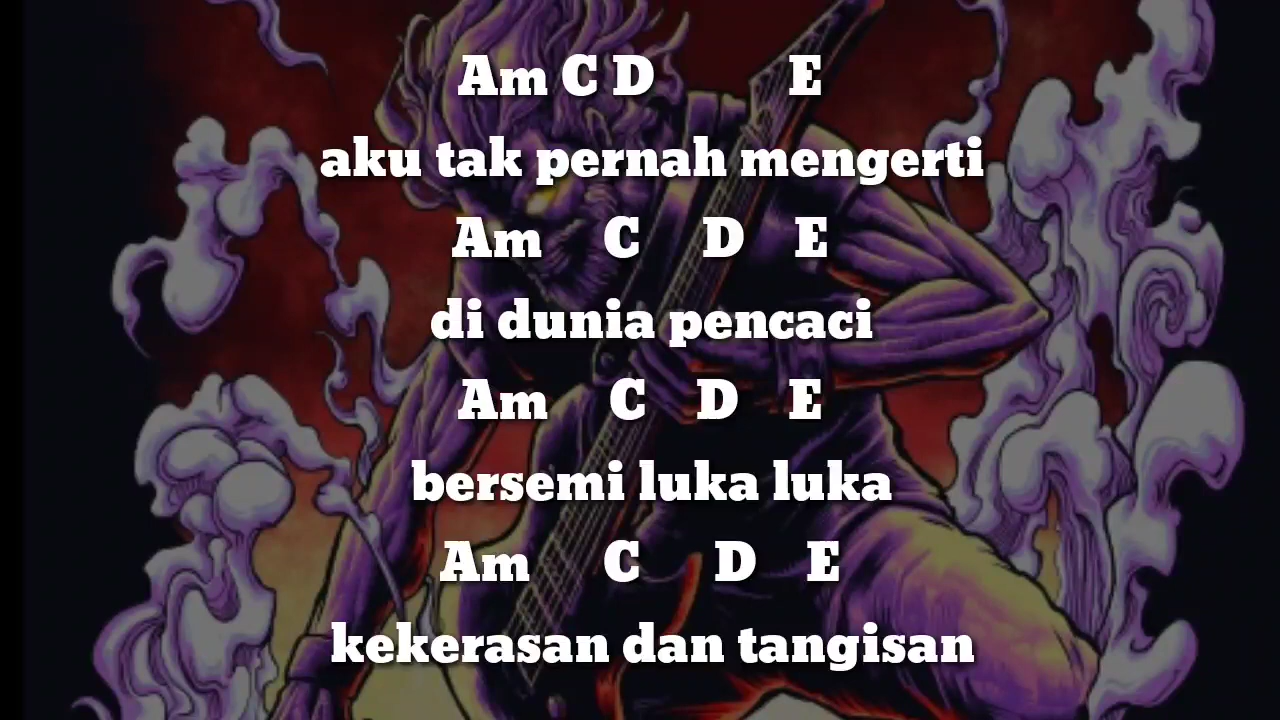 Am C D E
aku tak pernah mengerti
Am C D E
di dunia pencaci
Am C D E
bersemi luka luka
Am C D E
kekerasan dan tangisan